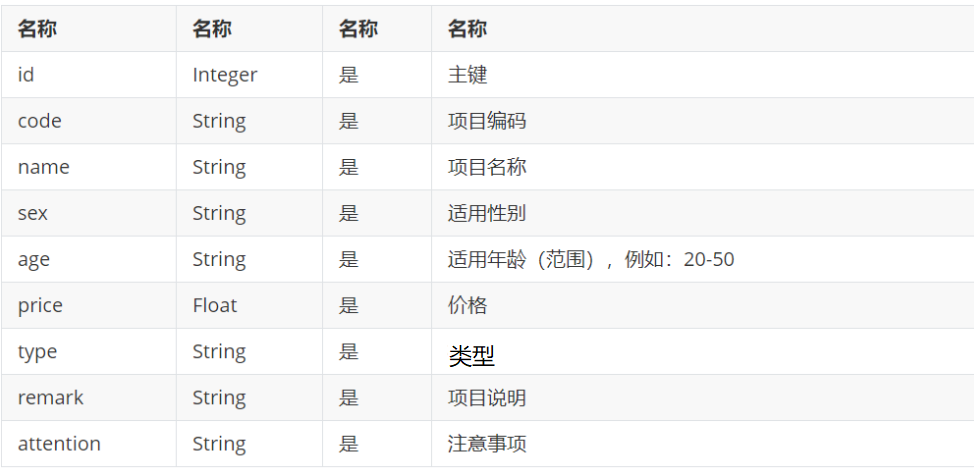 名称 名称 名称 名称
id Integer 是 主键
code String 是 项目编码
name String 是 项目名称
sex String 是 适用性别
age String 是 适用年龄（范围），例如：20-50
price Float 是 价格
type String 是 类型
remark String 是 项目说明
attention String 是 注意事项